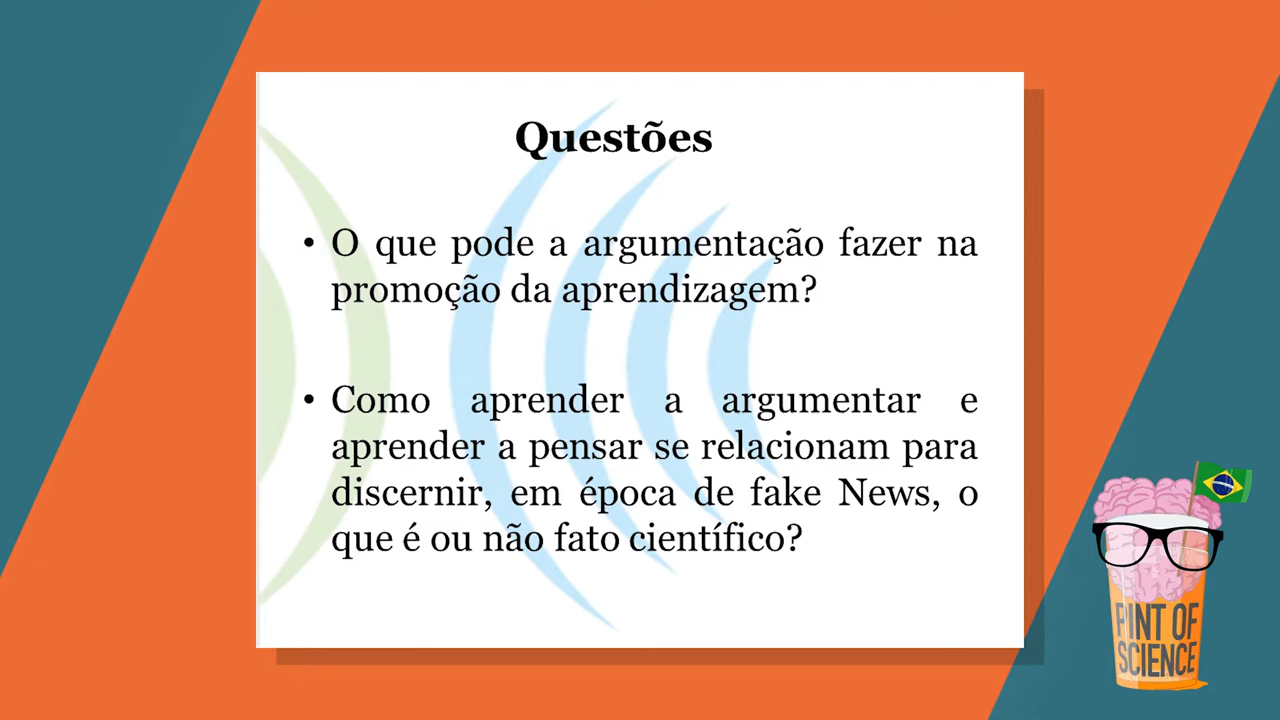 Questões
• O que pode a argumentação fazer na
promoção da aprendizagem?
• Como aprender a argumentar e
aprender a pensar se relacionam para
discernir, em época de fake News, o
que é ou não fato científico?
PINT OF
SCIENCE